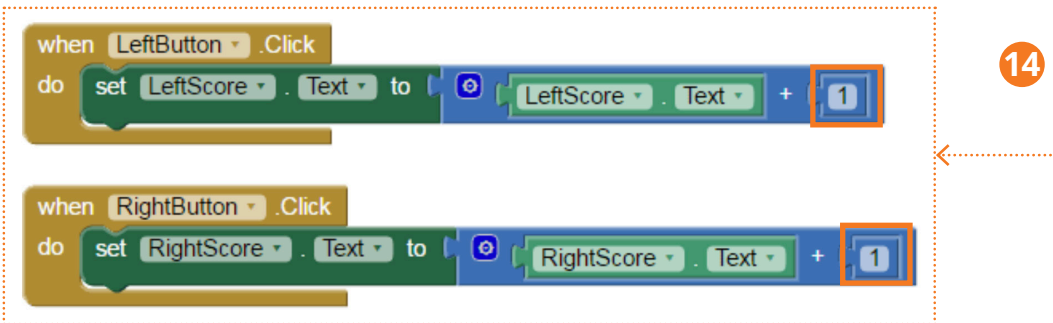 when LeftButton .Click
14
do set LeftScore . Text to LeftScore . Text + 1
when RightButton .Click
do set RightScore . Text to RightScore . Text + 1